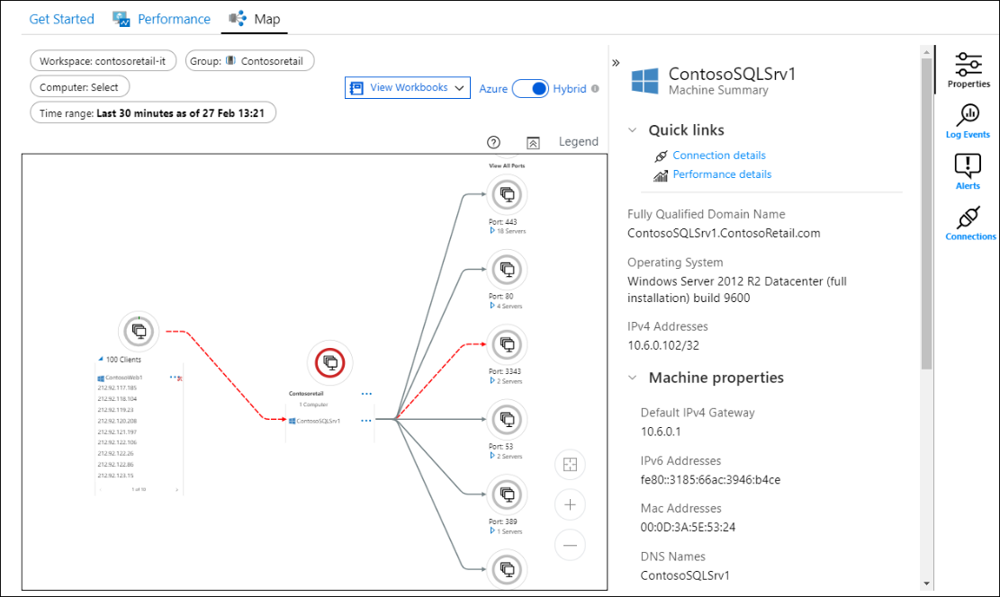 Get Started
Performance
Map
Workspace: contosoretail-it
Group: Contosoretail
Computer: Select
View Workbooks
Azure
Hybrid
Time range: Last 30 minutes as of 27 Feb 13:21
Legend
View All Ports
Port: 443
18 Servers
Port: 80
4 Servers
Port: 3343
2 Servers
Port: 53
2 Servers
Port: 389
1 Servers
100 Clients
ContosoWeb1
212.92.117.185
212.92.118.104
212.92.119.23
212.92.120.208
212.92.121.197
212.92.122.106
212.92.122.26
212.92.122.86
212.92.123.15
1 of 10
Contosoretail
1 Computer
ContosoSQLSrv1
ContosoSQLSrv1
Machine Summary
Quick links
Connection details
Performance details
Fully Qualified Domain Name
ContosoSQLSrv1.ContosoRetail.com
Operating System
Windows Server 2012 R2 Datacenter (full
installation) build 9600
IPv4 Addresses
10.6.0.102/32
Machine properties
Default IPv4 Gateway
10.6.0.1
IPv6 Addresses
fe80::3185:66ac:3946:b4ce
Mac Addresses
00:0D:3A:5E:53:24
DNS Names
ContosoSQLSrv1
Properties
Log Events
Alerts
Connections